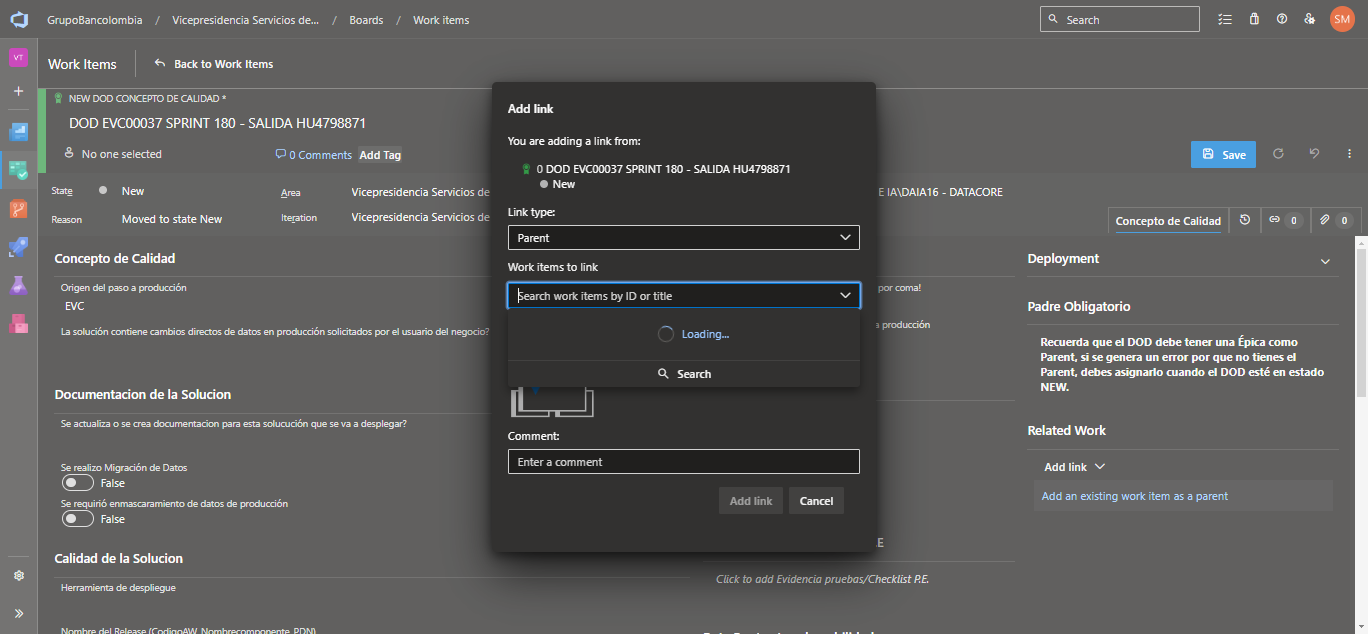 GrupoBancolombia / Vicepresidencia Servicios de... / Boards / Work items
Search
SM
VT
Work Items
Back to Work Items
NEW DOD CONCEPTO DE CALIDAD *
DOD EVC00037 SPRINT 180 - SALIDA HU4798871
No one selected
0 Comments
Add Tag
Save
State
New
Area
Vicepresidencia Servicios de
E IA\DAIA16 - DATACORE
Reason
Moved to state New
Iteration
Vicepresidencia Servicios de
Concepto de Calidad
0
0
Concepto de Calidad
Origen del paso a producción
EVC
La solución contiene cambios directos de datos en producción solicitados por el usuario del negocio?
Documentacion de la Solucion
Se actualiza o se crea documentacion para esta solucución que se va a desplegar?
Se realizo Migración de Datos
False
Se requirió enmascaramiento de datos de producción
False
Calidad de la Solucion
Herramienta de despliegue
Nombre del Release (CodigoAW_Nombrecomponente_PDN)
Add link
You are adding a link from:
0 DOD EVC00037 SPRINT 180 - SALIDA HU4798871
New
Link type:
Parent
Work items to link
Search work items by ID or title
Loading...
Search
Comment:
Enter a comment
Add link
Cancel
por coma!
a producción
E
Click to add Evidencia pruebas/Checklist P.E.
Deployment
Padre Obligatorio
Recuerda que el DOD debe tener una Épica como
Parent, si se genera un error por que no tienes el
Parent, debes asignarlo cuando el DOD esté en estado
NEW.
Related Work
Add link
Add an existing work item as a parent